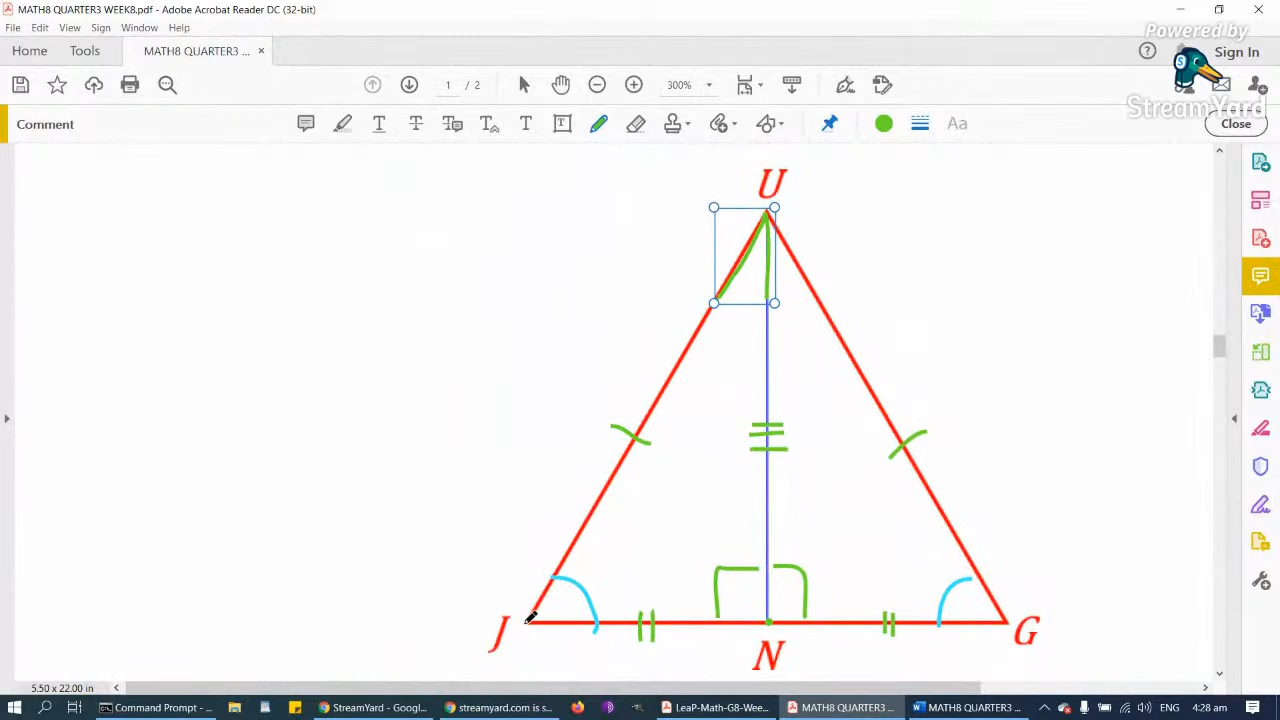 MATH8 QUARTER3 WEEK8.pdf - Adobe Acrobat Reader DC (32-bit)
File Edit View Sign Window Help
Powered by
StreamYard
Home Tools MATH8 QUARTER3 ... × Sign In
1 / 300%
Comment Aa Close
U
J N G
5.50 x 22.00 in
Command Prompt - StreamYard - Googl... streamyard.com is s... LeaP-Math-G8-Wee... MATH8 QUARTER3 ... MATH8 QUARTER3 ... ENG 4:28 am